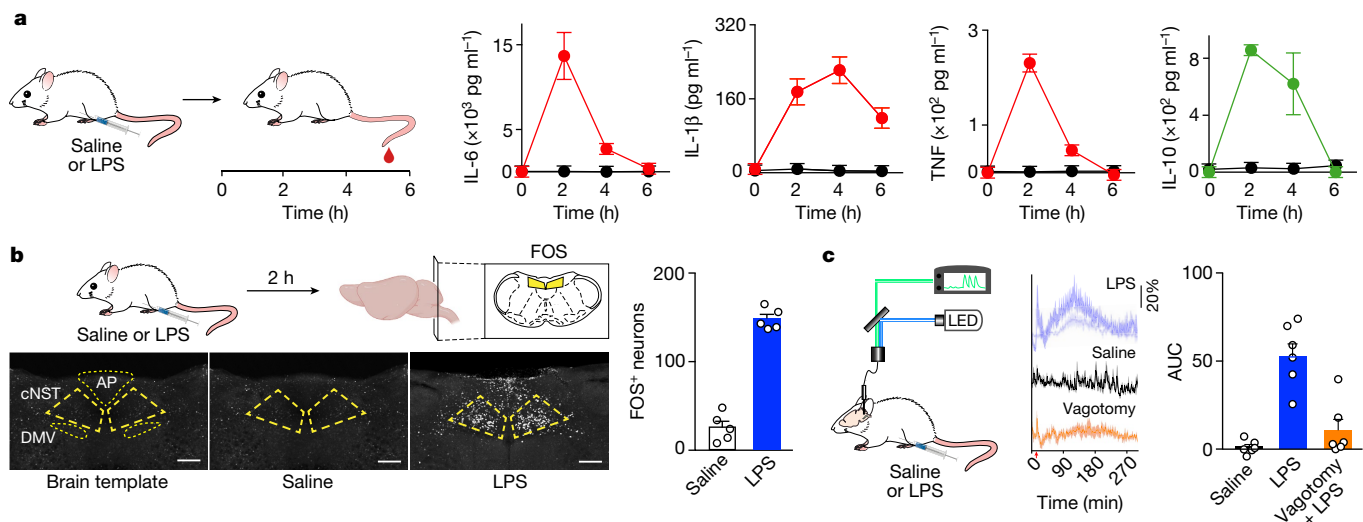 a
Saline
or LPS
0 2 4 6
Time (h)
IL-6 (×10³ pg ml⁻¹)
15
5
0
0 2 4 6
Time (h)
IL-1β (pg ml⁻¹)
320
160
0
0 2 4 6
Time (h)
TNF (×10² pg ml⁻¹)
3
1
0
0 2 4 6
Time (h)
IL-10 (×10² pg ml⁻¹)
8
4
0
0 2 4 6
Time (h)
b
2 h
Saline or LPS
FOS
AP
cNST
DMV
Brain template
Saline
LPS
FOS⁺ neurons
200
100
0
Saline
LPS
c
LED
Saline
or LPS
LPS
20%
Saline
Vagotomy
0 90 180 270
Time (min)
AUC
100
50
0
Saline
LPS
Vagotomy
+ LPS